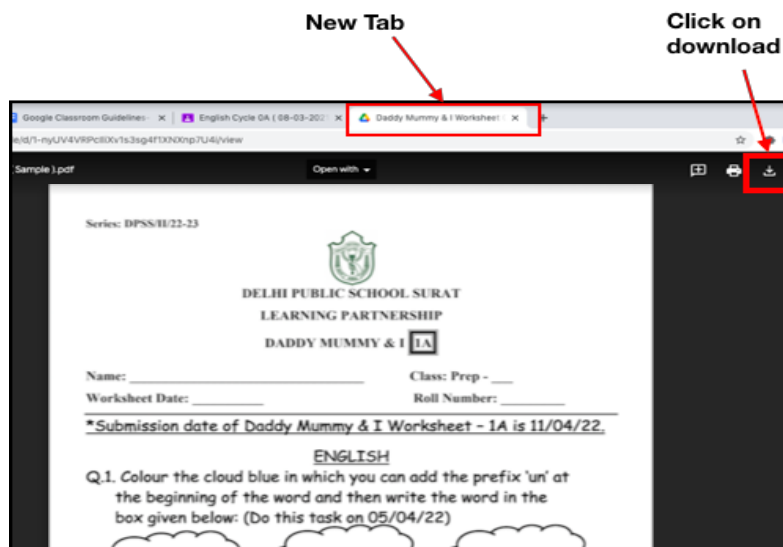 New Tab
Click on
download
Google Classroom Guidelines-
English Cycle 0A ( 08-03-202
Daddy Mummy & I Worksheet
Sample ).pdf
Open with
Series: DPSS/II/22-23
DELHI PUBLIC SCHOOL SURAT
LEARNING PARTNERSHIP
DADDY MUMMY & I 1A
Name: ____________________
Class: Prep - ___
Worksheet Date: __________
Roll Number: _________
*Submission date of Daddy Mummy & I Worksheet – 1A is 11/04/22.
ENGLISH
Q.1. Colour the cloud blue in which you can add the prefix ‘un’ at
the beginning of the word and then write the word in the
box given below: (Do this task on 05/04/22)